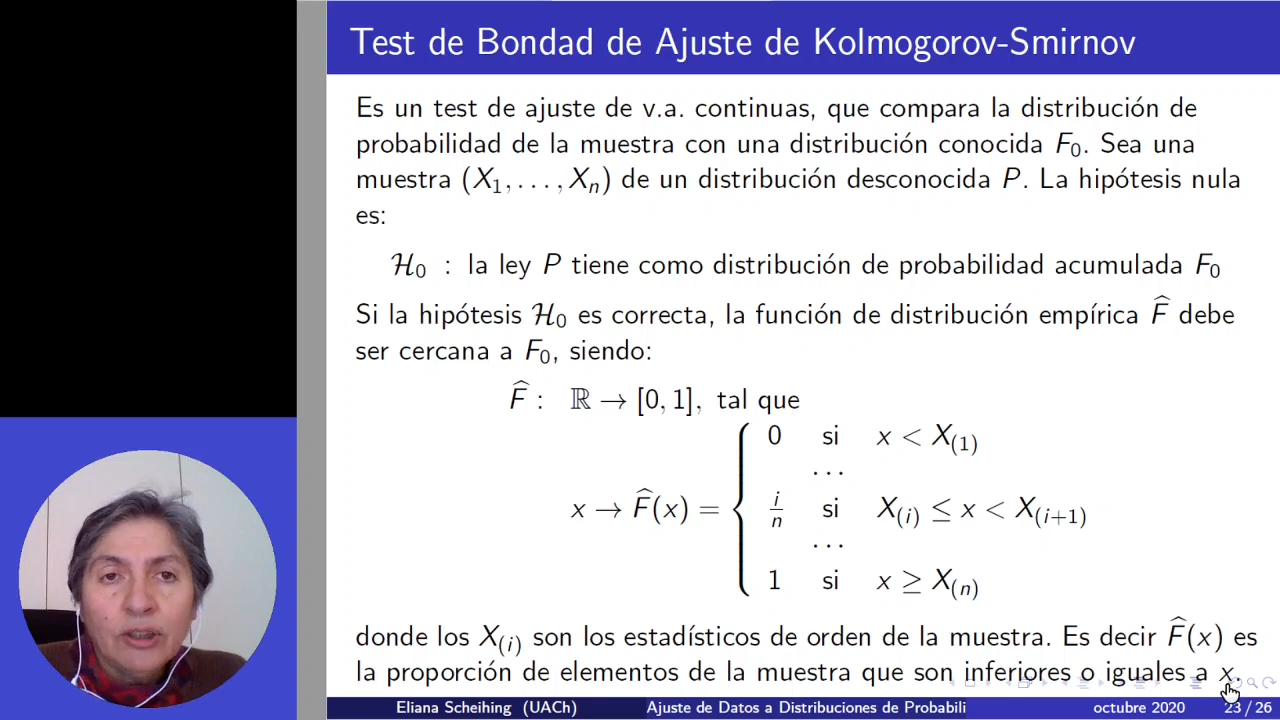 Test de Bondad de Ajuste de Kolmogorov-Smirnov
Es un test de ajuste de v.a. continuas, que compara la distribución de
probabilidad de la muestra con una distribución conocida F₀. Sea una
muestra (X₁, . . . , Xₙ) de un distribución desconocida P. La hipótesis nula
es:
ℋ₀ : la ley P tiene como distribución de probabilidad acumulada F₀
Si la hipótesis ℋ₀ es correcta, la función de distribución empírica F̂ debe
ser cercana a F₀, siendo:
F̂ : ℝ → [0, 1], tal que
0 si x < X₍₁₎
· · ·
x → F̂(x) = { i/n si X₍ᵢ₎ ≤ x < X₍ᵢ₊₁₎
· · ·
1 si x ≥ X₍ₙ₎
donde los X₍ᵢ₎ son los estadísticos de orden de la muestra. Es decir F̂(x) es
la proporción de elementos de la muestra que son inferiores o iguales a x.
Eliana Scheihing (UACh) Ajuste de Datos a Distribuciones de Probabili octubre 2020 23 / 26